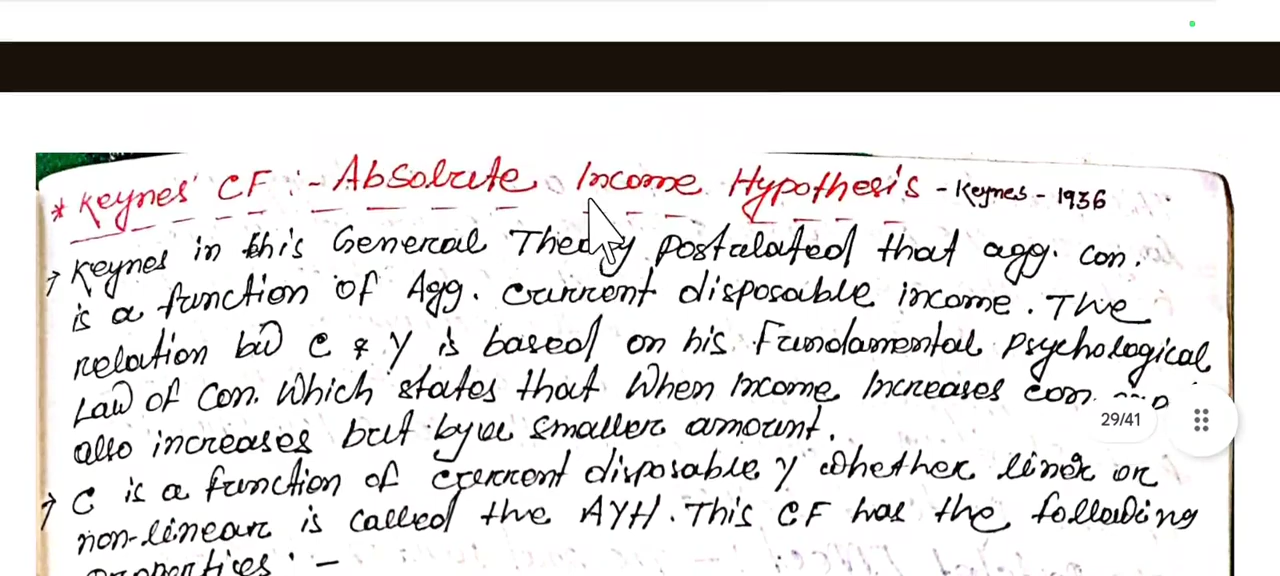 * Keynes' CF :- Absolute Income Hypothesis - Keynes - 1936
→ Keynes in this General Theory postulated that agg. con.
is a function of Agg. current disposable income. The
relation b/w C & Y is based on his Fundamental Psychological
Law of Con. Which states that When Income Increases con.
also increases but by a smaller amount.
29/41
→ C is a function of current disposable Y whether linear or
non-linear is called the AYH. This CF has the following
properties : -